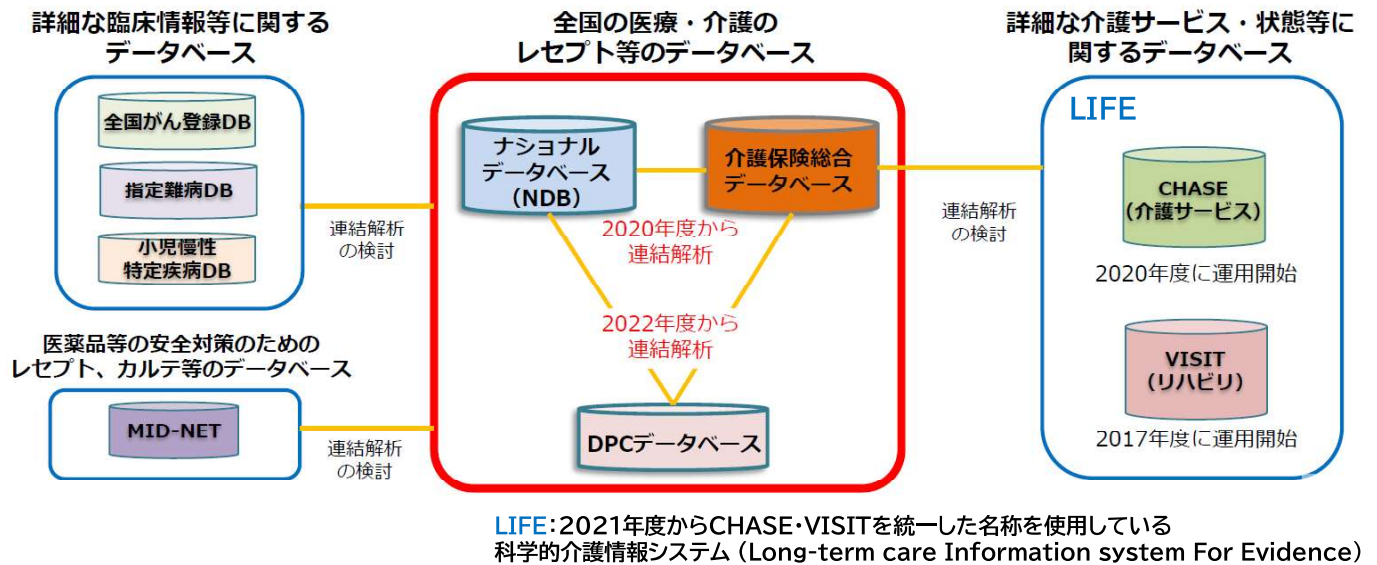 詳細な臨床情報等に関する
データベース
全国がん登録DB
指定難病DB
小児慢性
特定疾病DB
医薬品等の安全対策のための
レセプト、カルテ等のデータベース
MID-NET
連結解析
の検討
連結解析
の検討
全国の医療・介護の
レセプト等のデータベース
ナショナル
データベース
（NDB）
介護保険総合
データベース
2020年度から
連結解析
2022年度から
連結解析
DPCデータベース
連結解析
の検討
詳細な介護サービス・状態等に
関するデータベース
LIFE
CHASE
(介護サービス)
2020年度に運用開始
VISIT
(リハビリ)
2017年度に運用開始
LIFE：2021年度からCHASE・VISITを統一した名称を使用している
科学的介護情報システム（Long-term care Information system For Evidence）